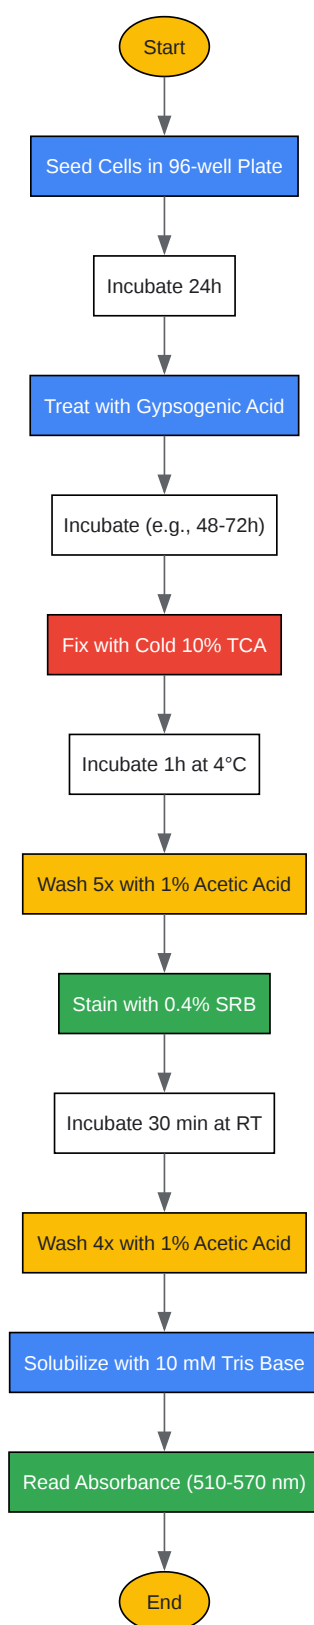 Start
Seed Cells in 96-well Plate
Incubate 24h
Treat with Gypsogenic Acid
Incubate (e.g., 48-72h)
Fix with Cold 10% TCA
Incubate 1h at 4°C
Wash 5x with 1% Acetic Acid
Stain with 0.4% SRB
Incubate 30 min at RT
Wash 4x with 1% Acetic Acid
Solubilize with 10 mM Tris Base
Read Absorbance (510-570 nm)
End